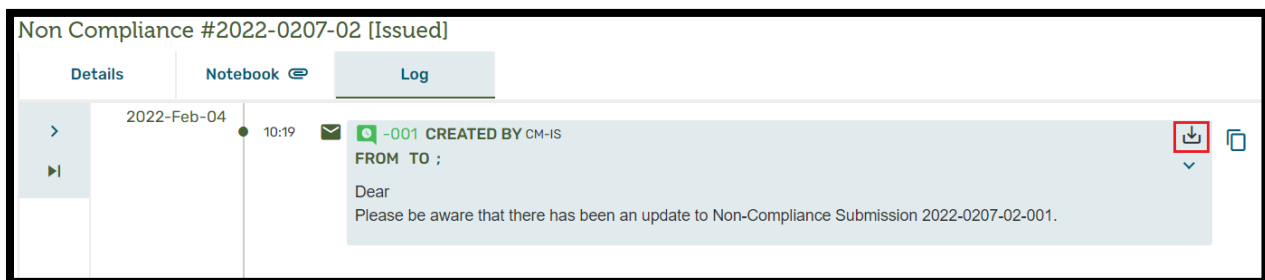 Non Compliance #2022-0207-02 [Issued]
Details Notebook Log
2022-Feb-04
10:19 -001 CREATED BY CM-IS
FROM TO ;
Dear
Please be aware that there has been an update to Non-Compliance Submission 2022-0207-02-001.